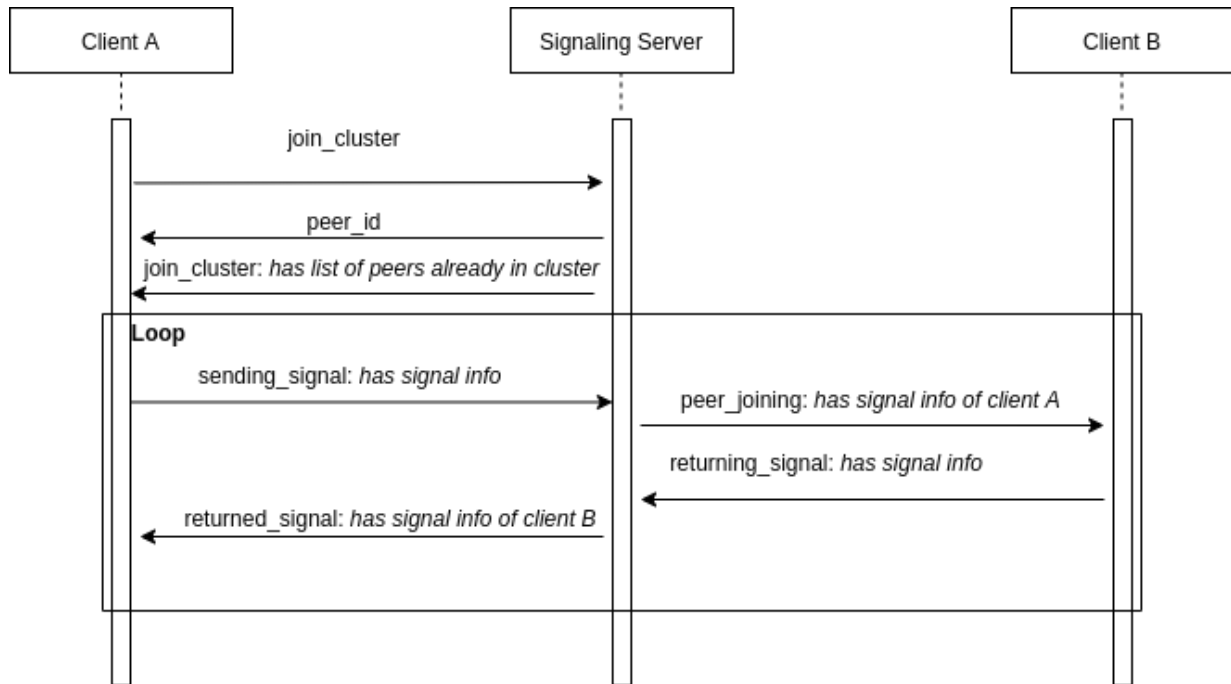 Client A
Signaling Server
Client B
join_cluster
peer_id
join_cluster: has list of peers already in cluster
Loop
sending_signal: has signal info
peer_joining: has signal info of client A
returning_signal: has signal info
returned_signal: has signal info of client B